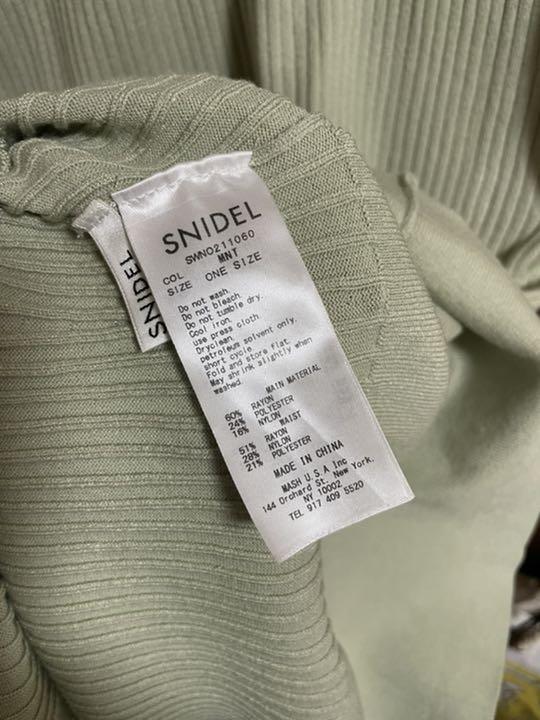 SNIDEL
SNIDEL
SWNO211060
COL MNT
SIZE ONE SIZE
Do not wash.
Do not bleach.
Do not tumble dry.
Cool iron.
use press cloth.
Dryclean.
petroleum solvent only.
short cycle.
Fold and store flat.
May shrink slightly when
washed.
MAIN MATERIAL
60% RAYON
24% POLYESTER
16% NYLON
WAIST
51% RAYON
28% NYLON
21% POLYESTER
MADE IN CHINA
MASH U.S.A Inc
144 Orchard St. New York.
NY 10002
TEL 917 409 5520